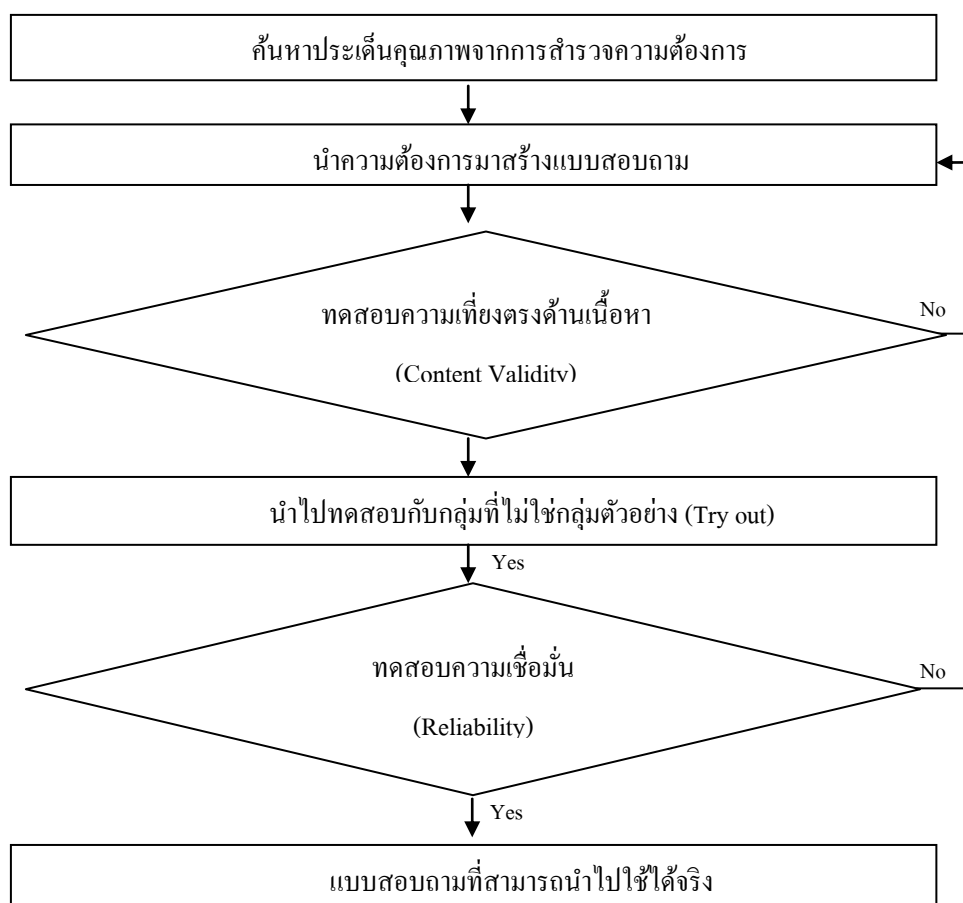 ค้นหาประเด็นคุณภาพจากการสำรวจความต้องการ
นำความต้องการมาสร้างแบบสอบถาม
ทดสอบความเที่ยงตรงด้านเนื้อหา
No
(Content Validity)
นำไปทดสอบกับกลุ่มที่ไม่ใช่กลุ่มตัวอย่าง (Try out)
Yes
ทดสอบความเชื่อมั่น
No
(Reliability)
Yes
แบบสอบถามที่สามารถนำไปใช้ได้จริง